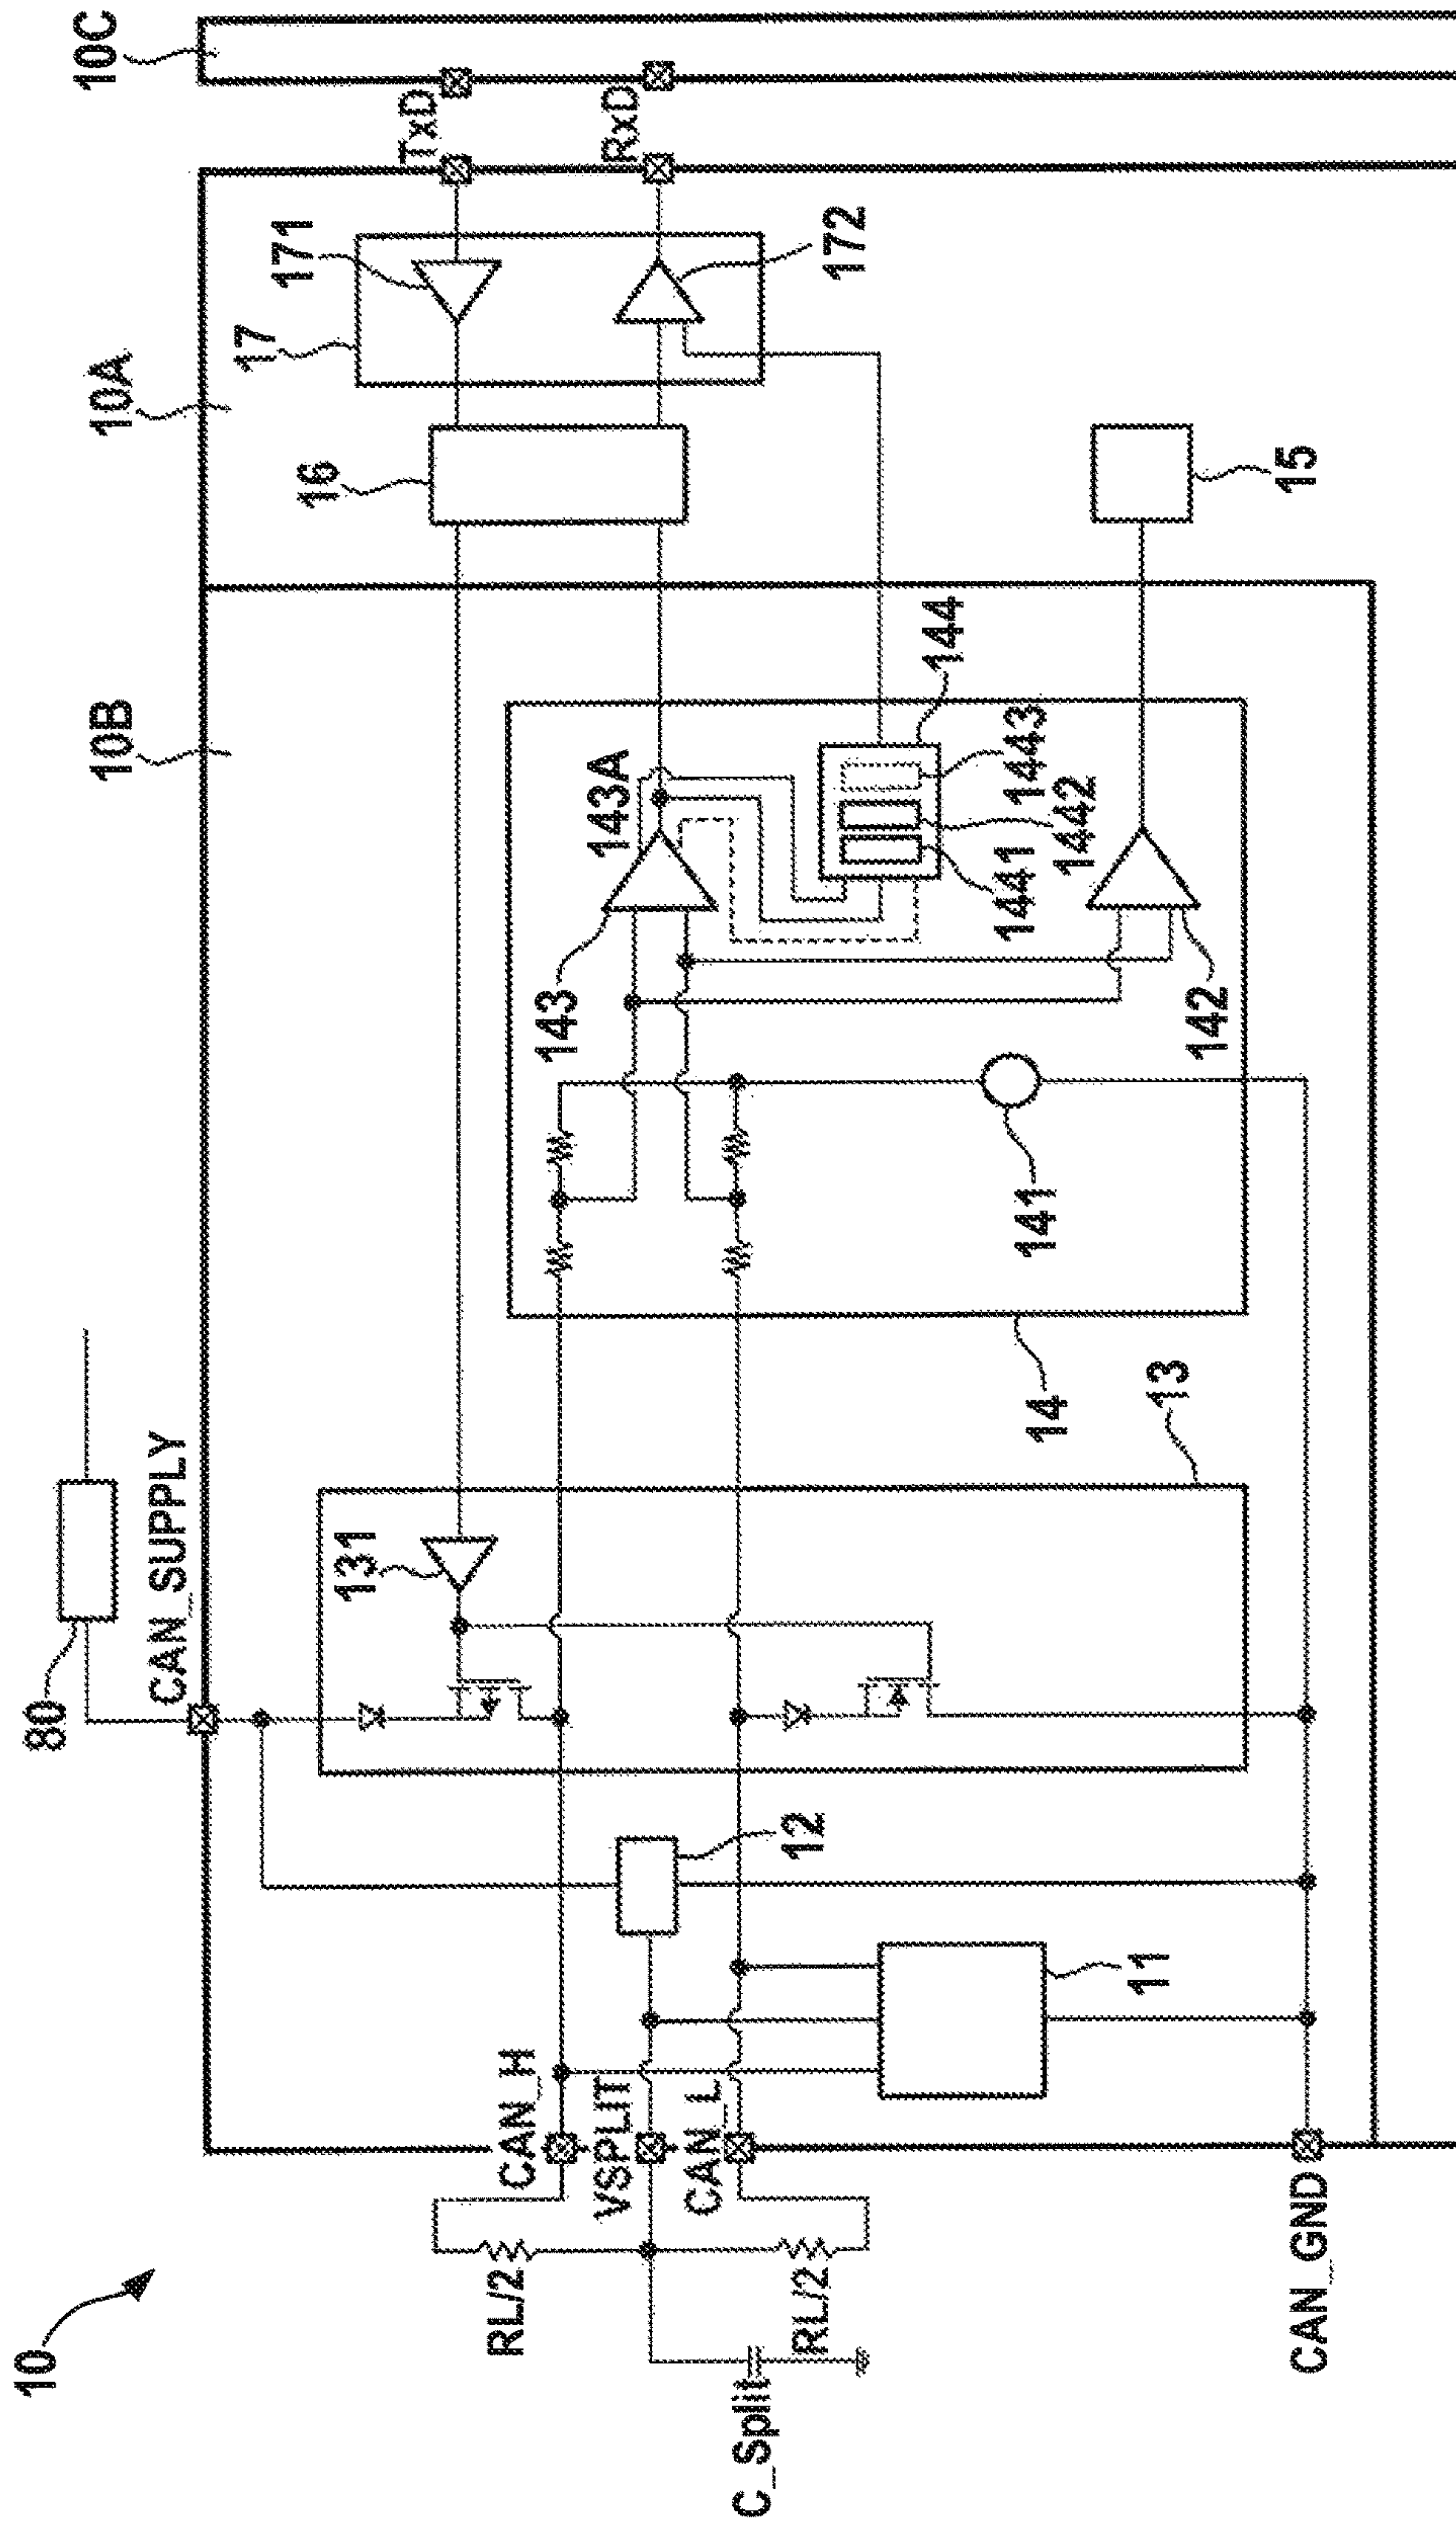 10
80
CAN_SUPPLY
10B
10A
10C
CAN_H
VSPLIT
CAN_L
CAN_GND
RL/2
RL/2
C_Split
11
12
13
131
14
141
142
143
143A
144
1441
1442
1443
15
16
17
171
172
TxD
RxD